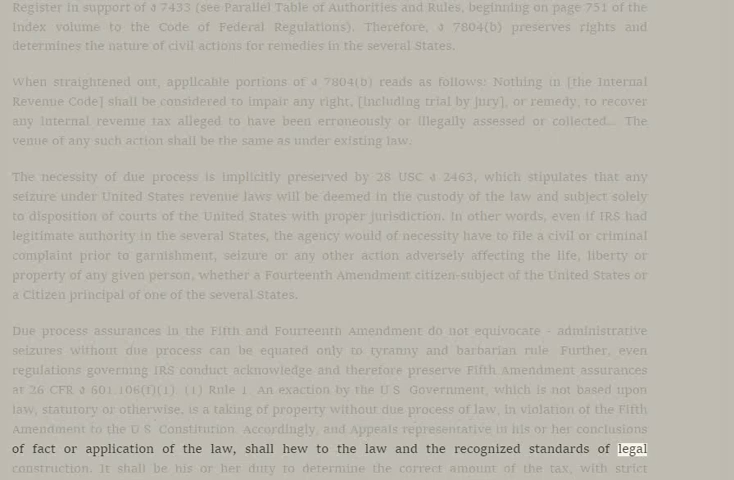 Register in support of ¢ 7433 (see Parallel Table of Authorities and Rules, beginning on page 751 of the
Index volume to the Code of Federal Regulations). Therefore, ¢ 7804(b) preserves rights and
determines the nature of civil actions for remedies in the several States.
When straightened out, applicable portions of ¢ 7804(b) reads as follows: Nothing in [the Internal
Revenue Code] shall be considered to impair any right, [including trial by jury], or remedy, to recover
any internal revenue tax alleged to have been erroneously or illegally assessed or collected... The
venue of any such action shall be the same as under existing law.
The necessity of due process is implicitly preserved by 28 USC ¢ 2463, which stipulates that any
seizure under United States revenue laws will be deemed in the custody of the law and subject solely
to disposition of courts of the United States with proper jurisdiction. In other words, even if IRS had
legitimate authority in the several States, the agency would of necessity have to file a civil or criminal
complaint prior to garnishment, seizure or any other action adversely affecting the life, liberty or
property of any given person, whether a Fourteenth Amendment citizen-subject of the United States or
a Citizen principal of one of the several States.
Due process assurances in the Fifth and Fourteenth Amendment do not equivocate - administrative
seizures without due process can be equated only to tyranny and barbarian rule. Further, even
regulations governing IRS conduct acknowledge and therefore preserve Fifth Amendment assurances
at 26 CFR ¢ 601.106(f)(1). (1) Rule 1. An exaction by the U.S. Government, which is not based upon
law, statutory or otherwise, is a taking of property without due process of law, in violation of the Fifth
Amendment to the U.S. Constitution. Accordingly, and Appeals representative in his or her conclusions
of fact or application of the law, shall hew to the law and the recognized standards of legal
construction. It shall be his or her duty to determine the correct amount of the tax, with strict